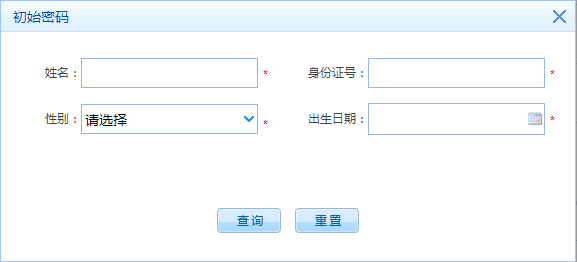 初始密码
姓名： * 身份证号： *
性别： 请选择 * 出生日期： *
查询 重置